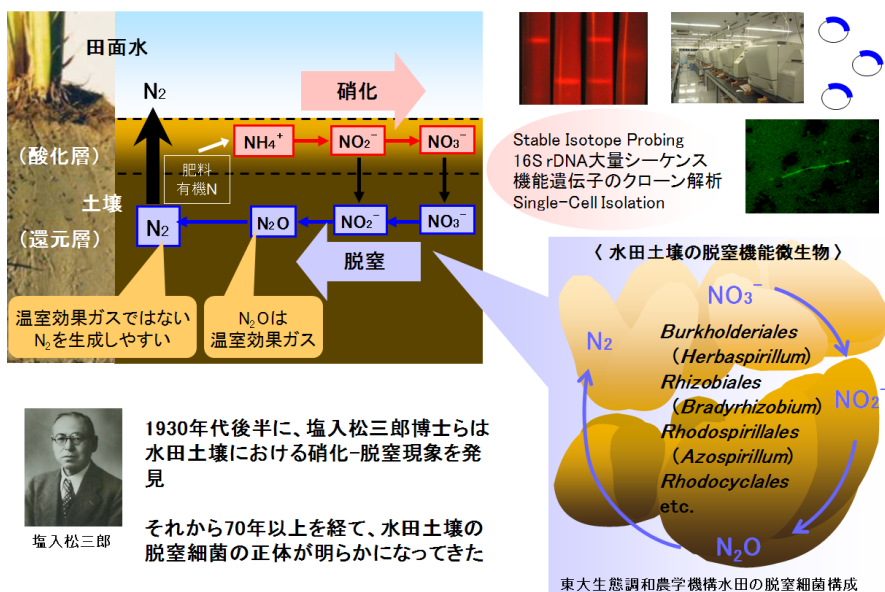 田面水
N₂
硝化
NH₄⁺
NO₂⁻
NO₃⁻
(酸化層)
肥料
有機N
土壌
(還元層)
N₂
N₂O
NO₂⁻
NO₃⁻
脱窒
温室効果ガスではない
N₂を生成しやすい
N₂Oは
温室効果ガス
Stable Isotope Probing
16S rDNA大量シーケンス
機能遺伝子のクローン解析
Single-Cell Isolation
〈 水田土壌の脱窒機能微生物 〉
NO₃⁻
N₂
NO₂⁻
N₂O
Burkholderiales
(Herbaspirillum)
Rhizobiales
(Bradyrhizobium)
Rhodospirillales
(Azospirillum)
Rhodocyclales
etc.
東大生態調和農学機構水田の脱窒細菌構成
塩入松三郎
1930年代後半に、塩入松三郎博士らは
水田土壌における硝化-脱窒現象を発
見
それから70年以上を経て、水田土壌の
脱窒細菌の正体が明らかになってきた